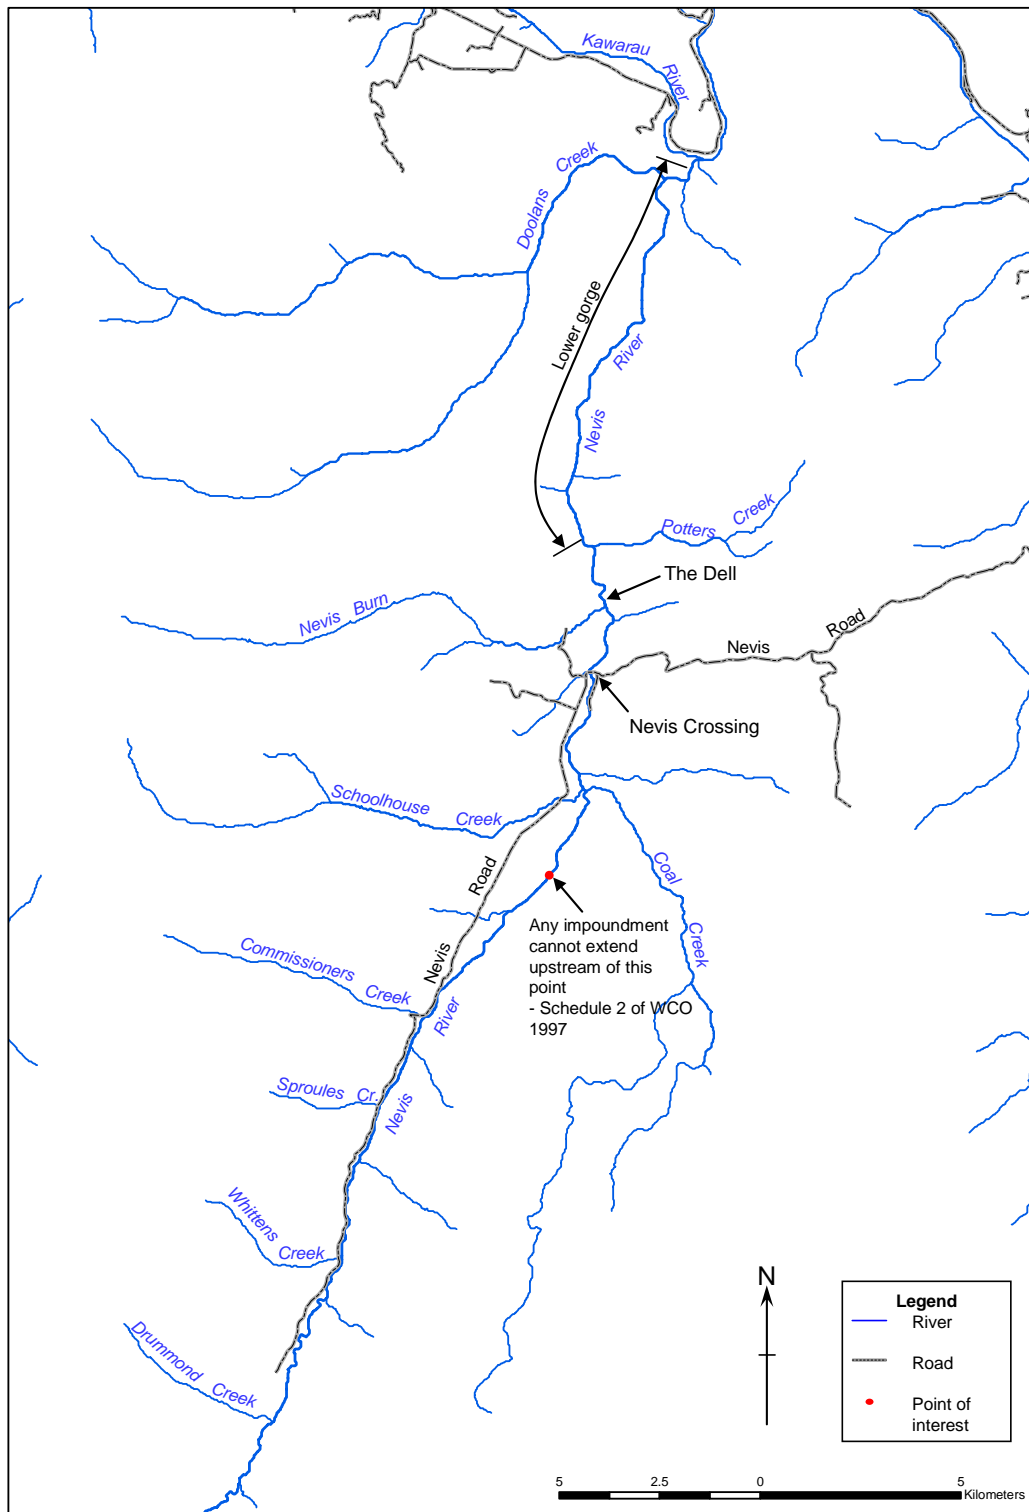 Kawarau River
Doolans Creek
Lower gorge
Nevis River
Potters Creek
The Dell
Nevis Burn
Nevis Road
Nevis Crossing
Schoolhouse Creek
Coal Creek
Nevis Road
Any impoundment
cannot extend
upstream of this
point
- Schedule 2 of WCO
1997
Commissioners Creek
Nevis River
Sproules Cr.
Whittens Creek
Drummond Creek
N
Legend
River
Road
Point of
interest
5 2.5 0 5
Kilometers